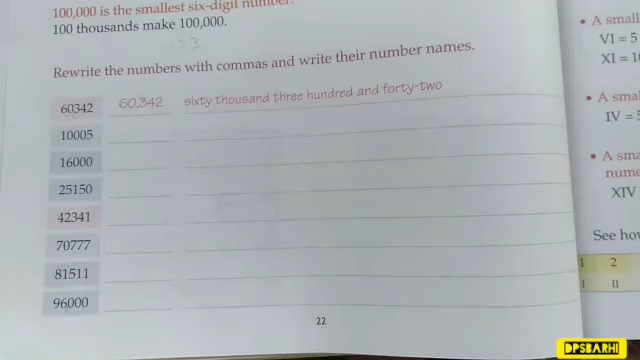 100,000 is the smallest six-digit number.
100 thousands make 100,000.
Rewrite the numbers with commas and write their number names.
60342 60,342 sixty thousand three hundred and forty-two
10005
16000
25150
42341
70777
81511
96000
22
• A small
VI = 5
XI = 10
• A smal
IV = 5
• A sma
nume
XIV
See how
1 2
I II
DPSBARHI